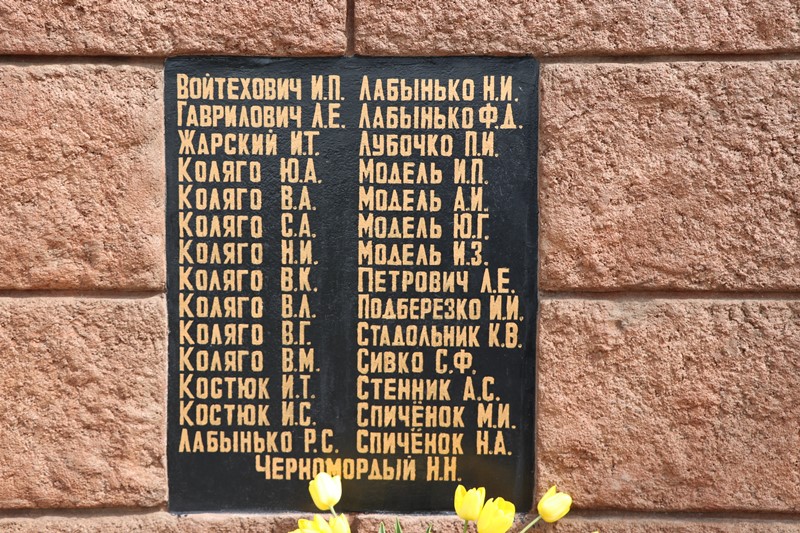 Войтехович И.П. Лабынько Н.И.
Гаврилович Л.Е. Лабынько Ф.Д.
Жарский И.Т. Лубочко П.И.
Коляго Ю.А. Модель И.П.
Коляго В.А. Модель А.И.
Коляго С.А. Модель Ю.Г.
Коляго Н.И. Модель И.З.
Коляго В.К. Петрович Л.Е.
Коляго В.Л. Подберезко И.И.
Коляго В.Г. Стадольник К.В.
Коляго В.М. Сивко С.Ф.
Костюк И.Т. Стенник А.С.
Костюк И.С. Спичёнок М.И.
Лабынько Р.С. Спичёнок Н.А.
Черномордый Н.Н.